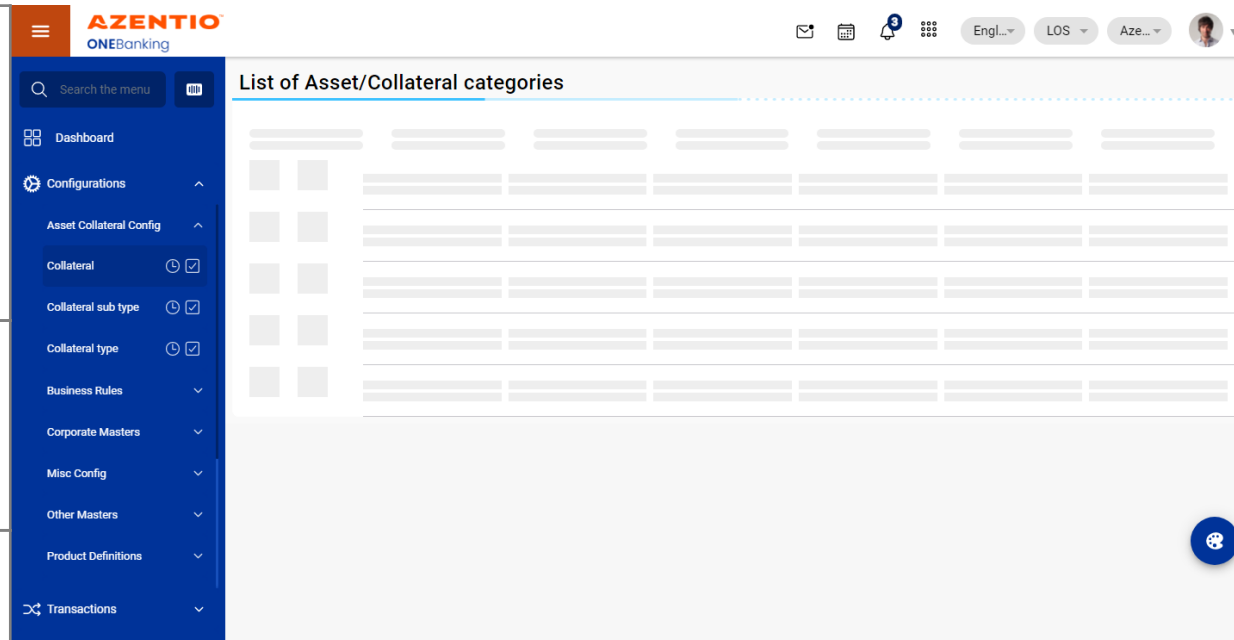 AZENTIO
ONEBanking
3
Engl...
LOS
Aze...
Search the menu
List of Asset/Collateral categories
Dashboard
Configurations
Asset Collateral Config
Collateral
Collateral sub type
Collateral type
Business Rules
Corporate Masters
Misc Config
Other Masters
Product Definitions
Transactions